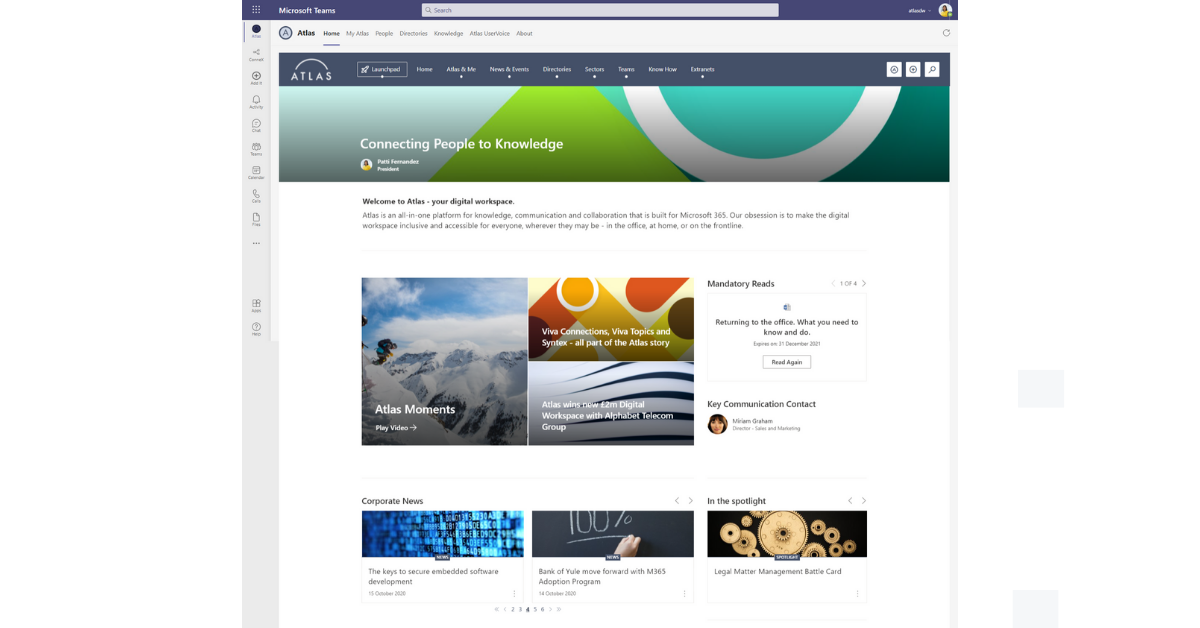 Microsoft Teams
Search
atlasdw
A Atlas Home My Atlas People Directories Knowledge Atlas UserVoice About
Atlas
Connell
Add It
Activity
Chat
Teams
Calendar
Calls
Files
Apps
Help
ATLAS
Launchpad Home Atlas & Me News & Events Directories Sectors Teams Know How Extranets
Connecting People to Knowledge
Patti Fernandez
President
Welcome to Atlas - your digital workspace.
Atlas is an all-in-one platform for knowledge, communication and collaboration that is built for Microsoft 365. Our obsession is to make the digital
workspace inclusive and accessible for everyone, wherever they may be - in the office, at home, or on the frontline.
Atlas Moments
Play Video
Viva Connections, Viva Topics and
Syntex - all part of the Atlas story
Atlas wins new £2m Digital
Workspace with Alphabet Telecom
Group
Mandatory Reads 1 OF 4
Returning to the office. What you need to
know and do.
Expires on: 31 December 2021
Read Again
Key Communication Contact
Miriam Graham
Director - Sales and Marketing
Corporate News
NEWS
The keys to secure embedded software
development
15 October 2020
100%
NEWS
Bank of Yule move forward with M365
Adoption Program
14 October 2020
« ‹ 2 3 4 5 6 › »
In the spotlight
SPOTLIGHT
Legal Matter Management Battle Card